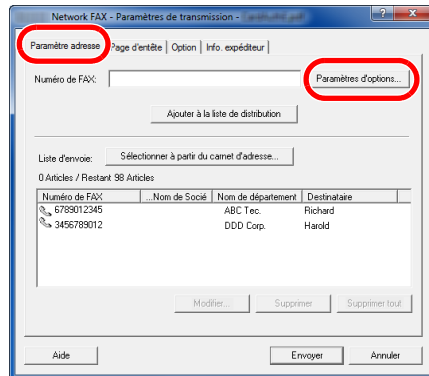 Network FAX - Paramètres de transmission -
Paramètre adresse Page d'entête Option Info. expéditeur
Numéro de FAX: Paramètres d'options...
Ajouter à la liste de distribution
Liste d'envoie: Sélectionner à partir du carnet d'adresse...
0 Articles / Restant 98 Articles
Numéro de FAX ...Nom de Socié Nom de département Destinataire
6789012345 ABC Tec. Richard
3456789012 DDD Corp. Harold
Modifier... Supprimer Supprimer tout
Aide Envoyer Annuler